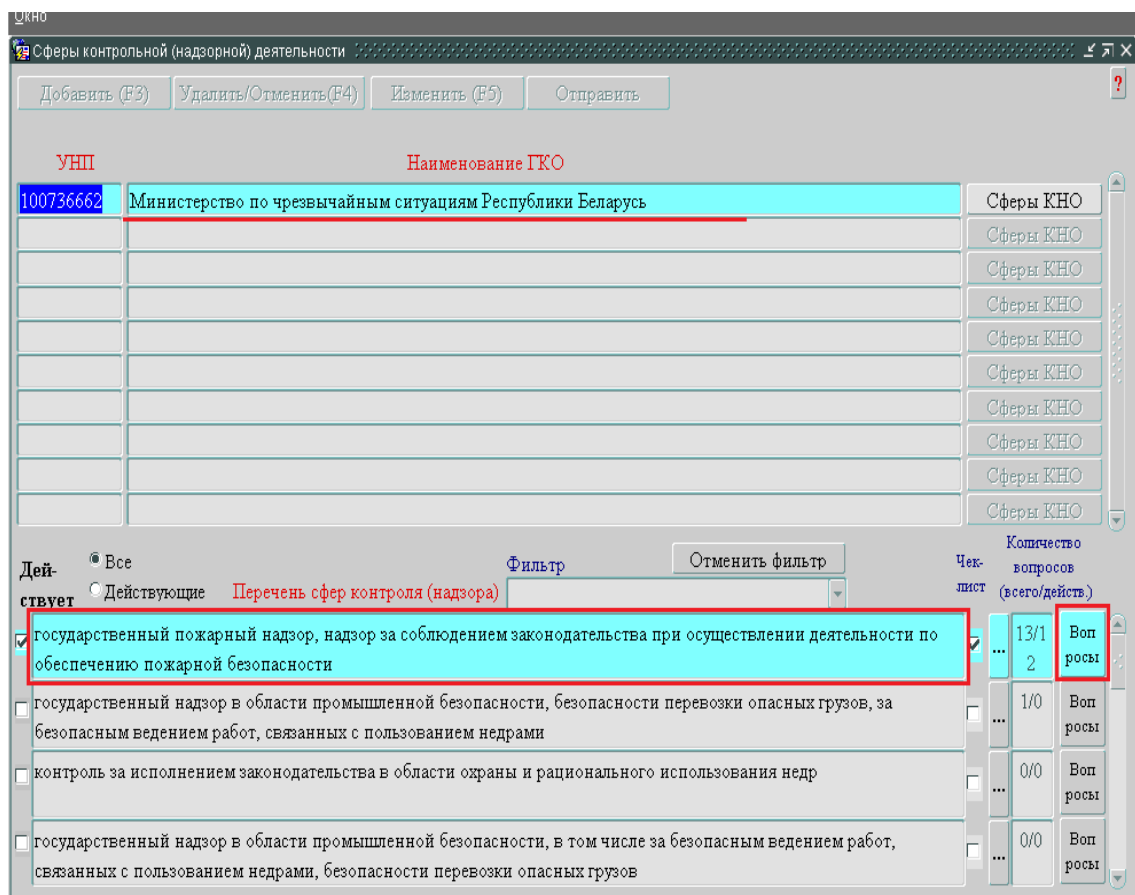 Окно
Сферы контрольной (надзорной) деятельности
Добавить (F3) Удалить/Отменить(F4) Изменить (F5) Отправить ?
УНП Наименование ГКО
100736662 Министерство по чрезвычайным ситуациям Республики Беларусь Сферы КНО
Сферы КНО
Сферы КНО
Сферы КНО
Сферы КНО
Сферы КНО
Сферы КНО
Сферы КНО
Сферы КНО
Сферы КНО
Дей-
ствует
Все
Действующие
Перечень сфер контроля (надзора)
Фильтр
Отменить фильтр
Чек-
лист
Количество
вопросов
(всего/действ.)
государственный пожарный надзор, надзор за соблюдением законодательства при осуществлении деятельности по
обеспечению пожарной безопасности
...
13/1
2
Воп
росы
государственный надзор в области промышленной безопасности, безопасности перевозки опасных грузов, за
безопасным ведением работ, связанных с пользованием недрами
...
1/0
Воп
росы
контроль за исполнением законодательства в области охраны и рационального использования недр
...
0/0
Воп
росы
государственный надзор в области промышленной безопасности, в том числе за безопасным ведением работ,
связанных с пользованием недрами, безопасности перевозки опасных грузов
...
0/0
Воп
росы